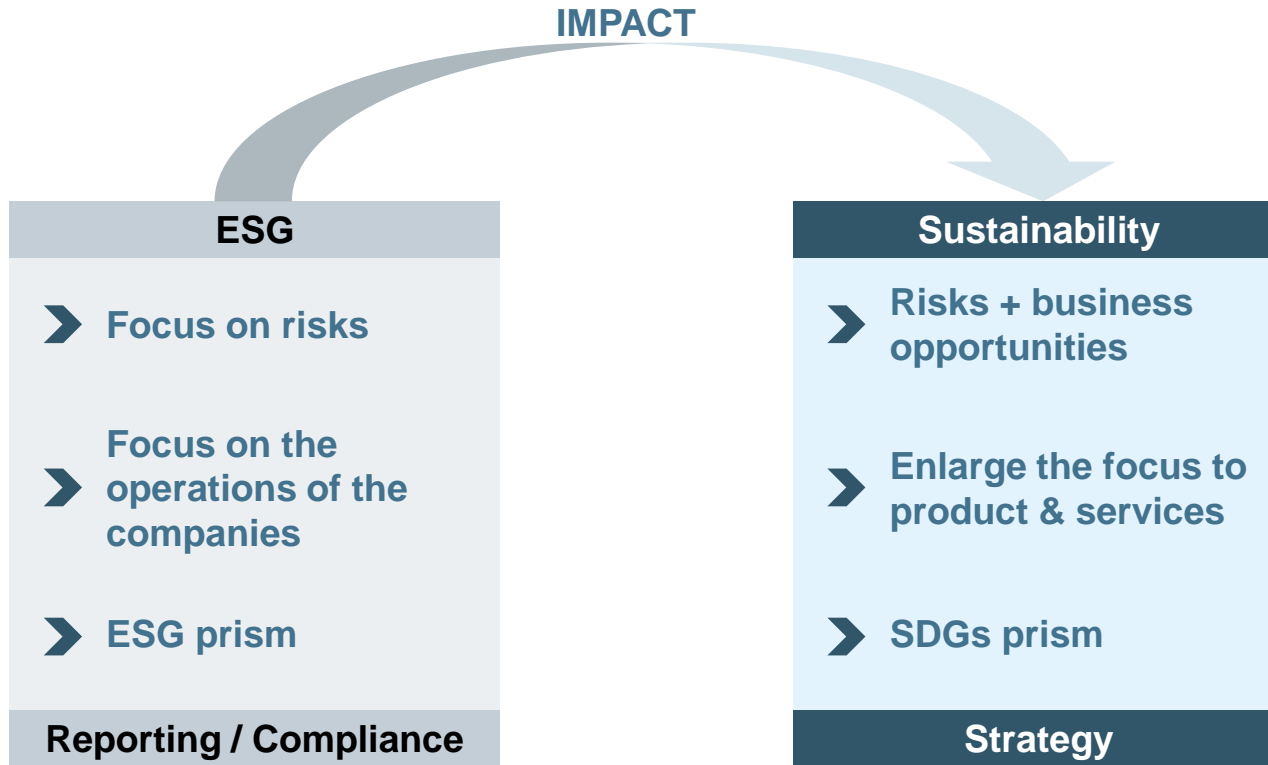 IMPACT
ESG
Focus on risks
Focus on the
operations of the
companies
ESG prism
Reporting / Compliance
Sustainability
Risks + business
opportunities
Enlarge the focus to
product & services
SDGs prism
Strategy